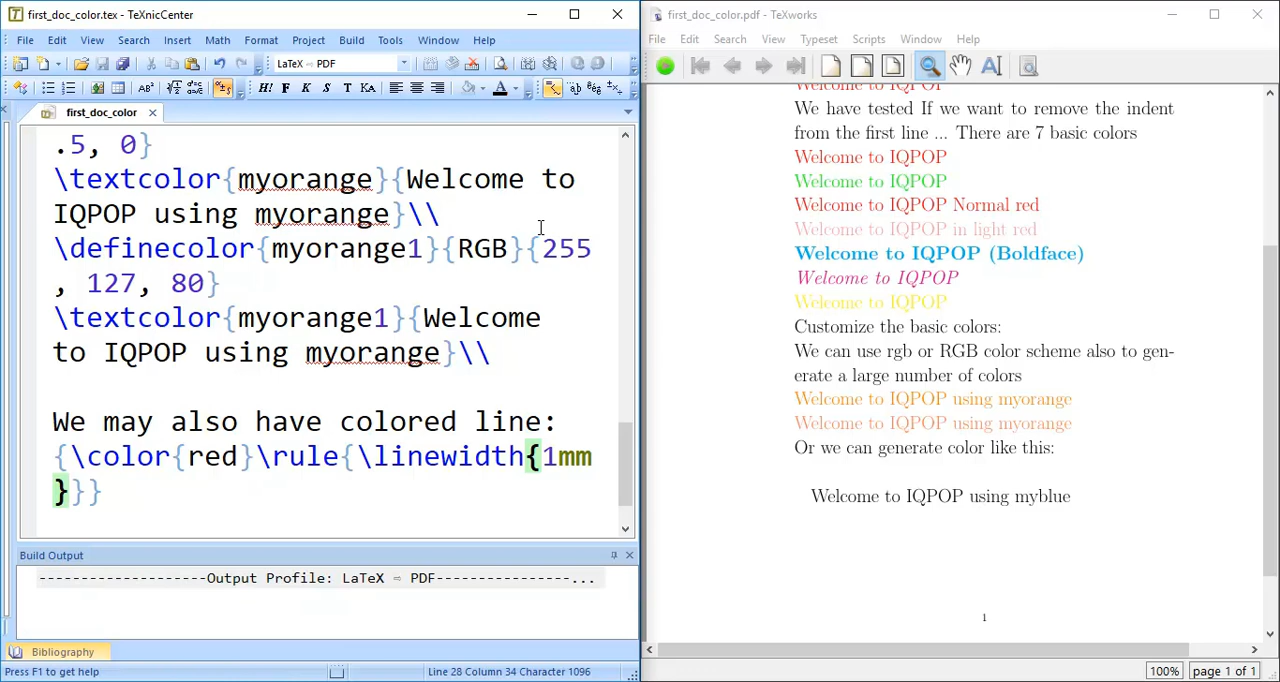 first_doc_color.tex - TeXnicCenter
File Edit View Search Insert Math Format Project Build Tools Window Help
LaTeX ⇨ PDF
first_doc_color
.5, 0}
\textcolor{myorange}{Welcome to
IQPOP using myorange}\\
\definecolor{myorange1}{RGB}{255
, 127, 80}
\textcolor{myorange1}{Welcome
to IQPOP using myorange}\\
We may also have colored line:
{\color{red}\rule{\linewidth{1mm
}}}
Build Output
--------------------Output Profile: LaTeX ⇨ PDF----------------...
Bibliography
Press F1 to get help
Line 28 Column 34 Character 1096
first_doc_color.pdf - TeXworks
File Edit Search View Typeset Scripts Window Help
Welcome to IQPOP
We have tested If we want to remove the indent
from the first line ... There are 7 basic colors
Welcome to IQPOP
Welcome to IQPOP
Welcome to IQPOP Normal red
Welcome to IQPOP in light red
Welcome to IQPOP (Boldface)
Welcome to IQPOP
Welcome to IQPOP
Customize the basic colors:
We can use rgb or RGB color scheme also to gen-
erate a large number of colors
Welcome to IQPOP using myorange
Welcome to IQPOP using myorange
Or we can generate color like this:
Welcome to IQPOP using myblue
1
100% page 1 of 1